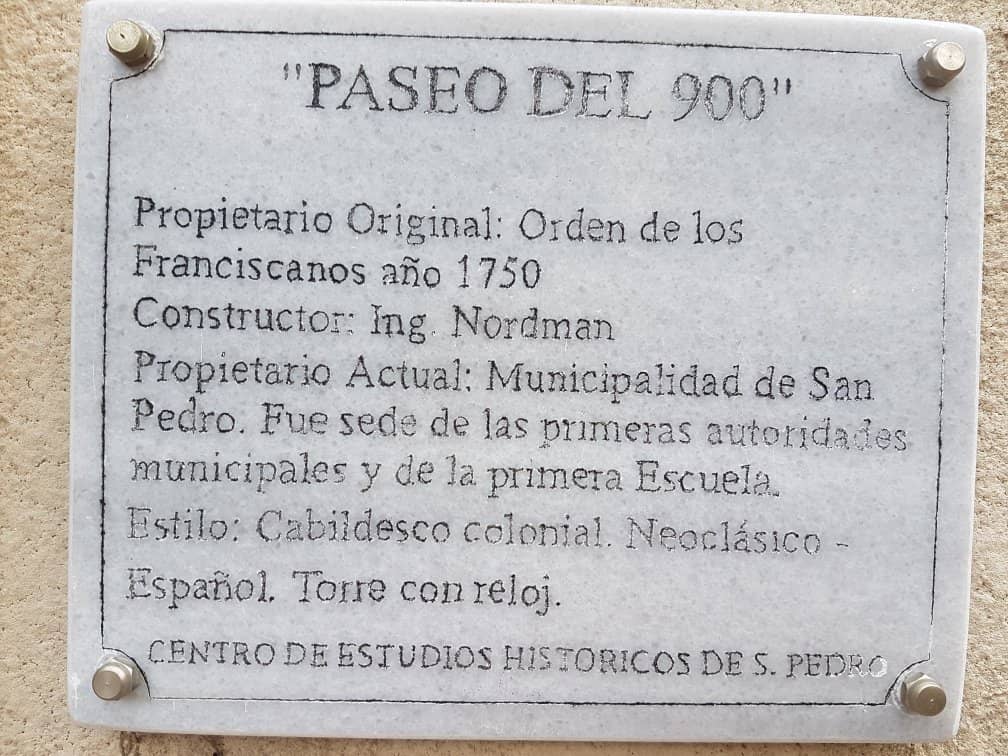 "PASEO DEL 900"
Propietario Original: Orden de los
Franciscanos año 1750
Constructor: Ing. Nordman
Propietario Actual: Municipalidad de San
Pedro. Fue sede de las primeras autoridades
municipales y de la primera Escuela.
Estilo: Cabildesco colonial. Neoclásico -
Español. Torre con reloj.
CENTRO DE ESTUDIOS HISTORICOS DE S. PEDRO